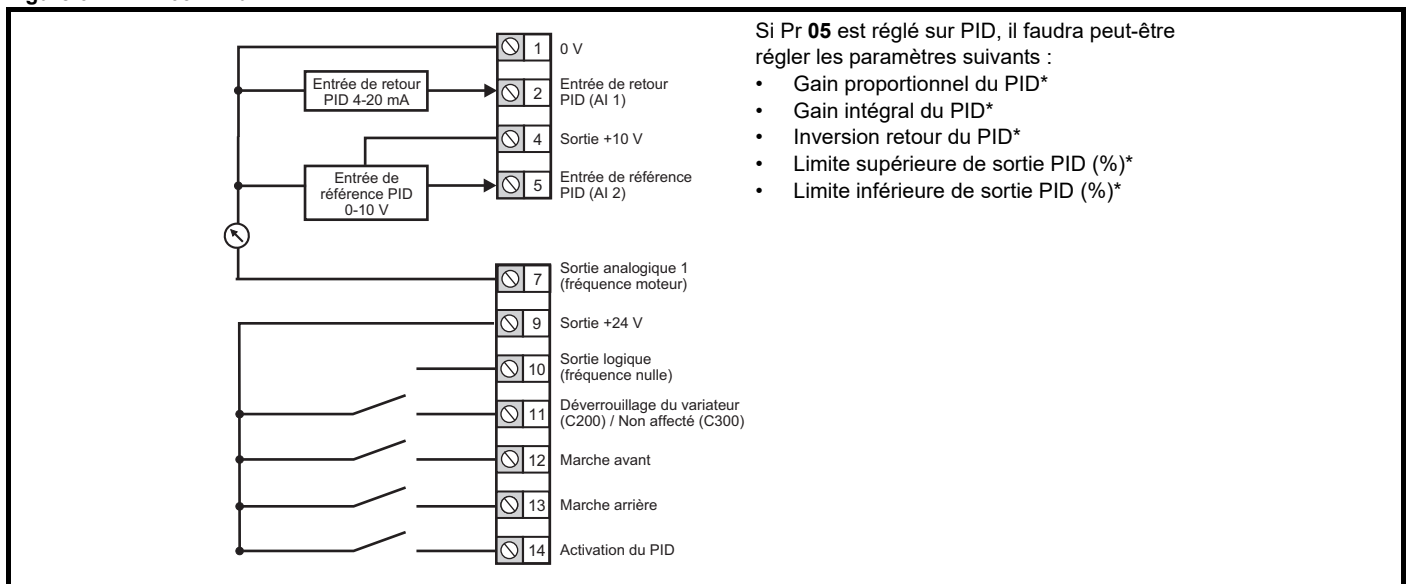 Entrée de retour
PID 4-20 mA
Entrée de
référence PID
0-10 V
1 0 V
2 Entrée de retour
PID (AI 1)
4 Sortie +10 V
5 Entrée de référence
PID (AI 2)
7 Sortie analogique 1
(fréquence moteur)
9 Sortie +24 V
10 Sortie logique
(fréquence nulle)
11 Déverrouillage du variateur
(C200) / Non affecté (C300)
12 Marche avant
13 Marche arrière
14 Activation du PID
Si Pr 05 est réglé sur PID, il faudra peut-être
régler les paramètres suivants :
• Gain proportionnel du PID*
• Gain intégral du PID*
• Inversion retour du PID*
• Limite supérieure de sortie PID (%)*
• Limite inférieure de sortie PID (%)*